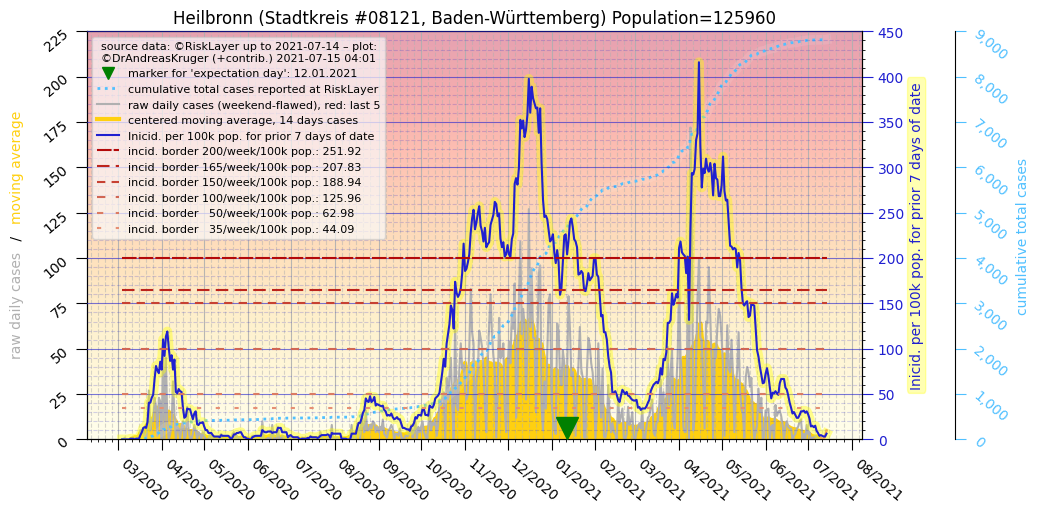 Heilbronn (Stadtkreis #08121, Baden-Württemberg) Population=125960
source data: ©RiskLayer up to 2021-07-14 – plot:
©DrAndreasKruger (+contrib.) 2021-07-15 04:01
marker for 'expectation day': 12.01.2021
cumulative total cases reported at RiskLayer
raw daily cases (weekend-flawed), red: last 5
centered moving average, 14 days cases
Inicid. per 100k pop. for prior 7 days of date
incid. border 200/week/100k pop.: 251.92
incid. border 165/week/100k pop.: 207.83
incid. border 150/week/100k pop.: 188.94
incid. border 100/week/100k pop.: 125.96
incid. border 50/week/100k pop.: 62.98
incid. border 35/week/100k pop.: 44.09
raw daily cases / moving average
225
200
175
150
125
100
75
50
25
0
450
400
350
300
250
200
150
100
50
0
Inicid. per 100k pop. for prior 7 days of date
9,000
8,000
7,000
6,000
5,000
4,000
3,000
2,000
1,000
0
cumulative total cases
03/2020
04/2020
05/2020
06/2020
07/2020
08/2020
09/2020
10/2020
11/2020
12/2020
01/2021
02/2021
03/2021
04/2021
05/2021
06/2021
07/2021
08/2021